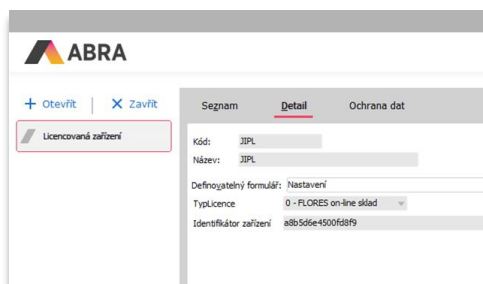 ABRA
+ Otevřít | X Zavřít
Licencovaná zařízení
Seznam Detail Ochrana dat
Kód: JIPL
Název: JIPL
Definovatelný formulář: Nastavení
TypLicence 0 - FLORES on-line sklad
Identifikátor zařízení a8b5d6e4500fd8f9